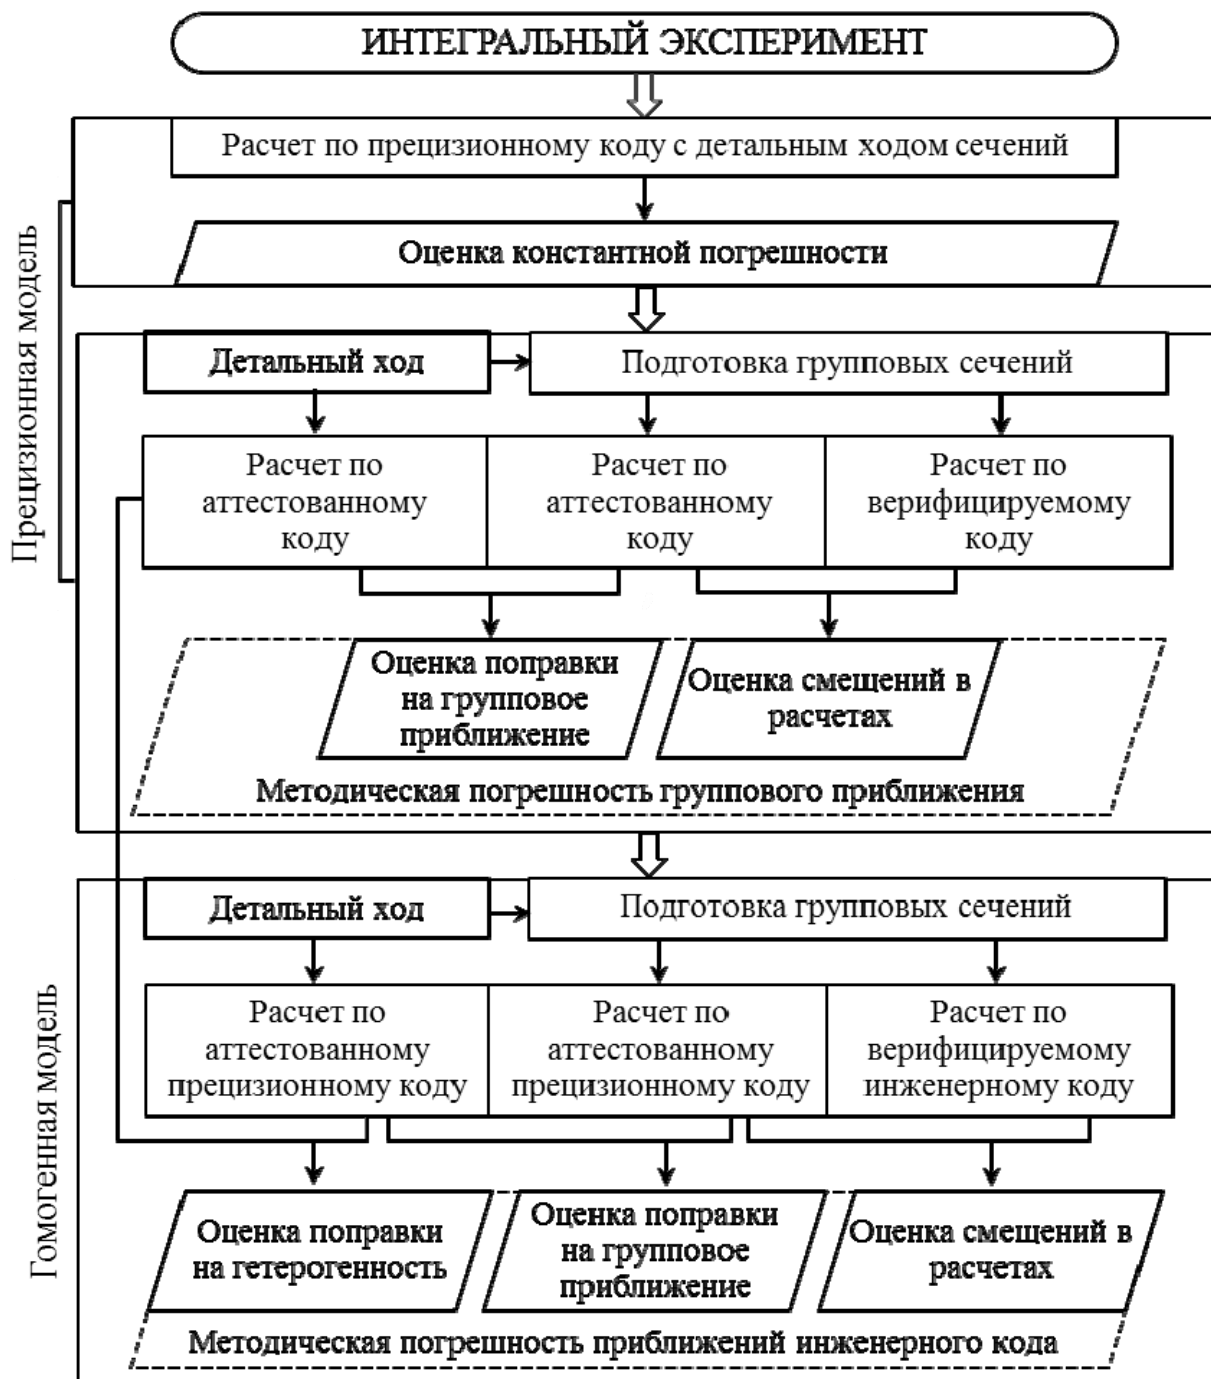 ИНТЕГРАЛЬНЫЙ ЭКСПЕРИМЕНТ
Расчет по прецизионному коду с детальным ходом сечений
Оценка константной погрешности
Прецизионная модель
Детальный ход
Подготовка групповых сечений
Расчет по
аттестованному
коду
Расчет по
аттестованному
коду
Расчет по
верифицируемому
коду
Оценка поправки
на групповое
приближение
Оценка смещений в
расчетах
Методическая погрешность группового приближения
Гомогенная модель
Детальный ход
Подготовка групповых сечений
Расчет по
аттестованному
прецизионному коду
Расчет по
аттестованному
прецизионному коду
Расчет по
верифицируемому
инженерному коду
Оценка поправки
на гетерогенность
Оценка поправки
на групповое
приближение
Оценка смещений в
расчетах
Методическая погрешность приближений инженерного кода